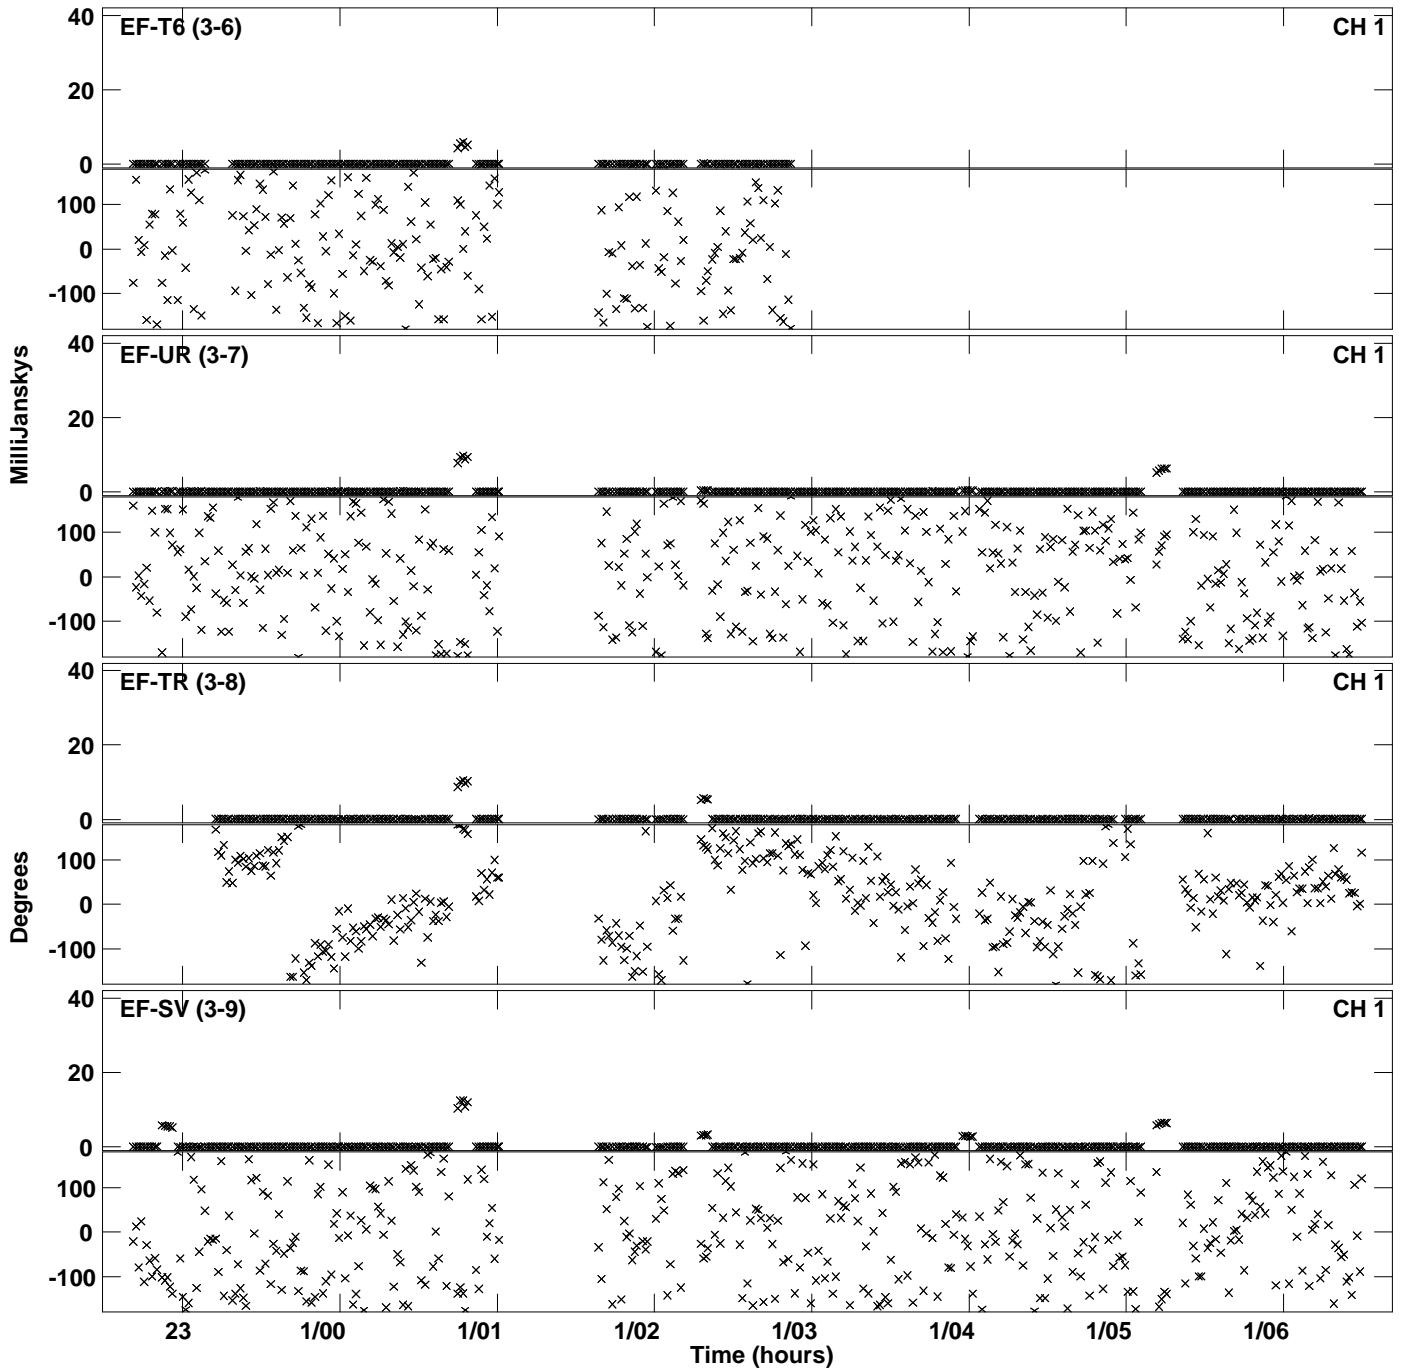 40 EF-T6 (3-6) CH 1
20
0
100
0
-100
MilliJanskys
40 EF-UR (3-7) CH 1
20
0
100
0
-100
Degrees
40 EF-TR (3-8) CH 1
20
0
100
0
-100
40 EF-SV (3-9) CH 1
20
0
100
0
-100
23 1/00 1/01 1/02 1/03 1/04 1/05 1/06
Time (hours)